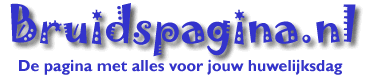 Bruidspagina.nl
De pagina met alles voor jouw huwelijksdag